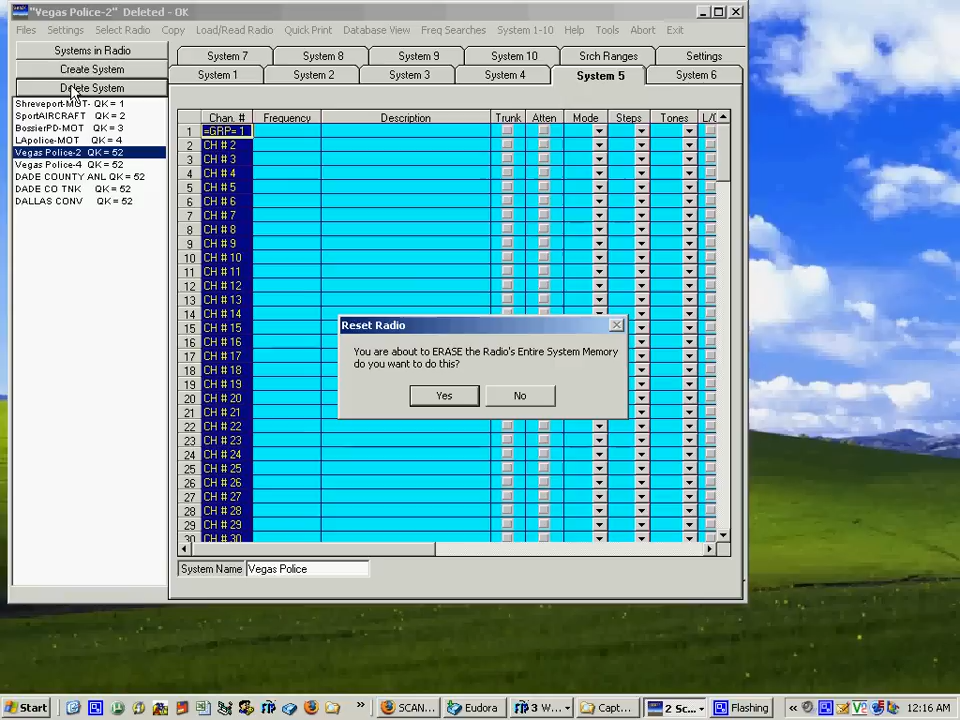 "Vegas Police-2"  Deleted - OK
Files Settings Select Radio Copy Load/Read Radio Quick Print Database View Freq Searches System 1-10 Help Tools Abort Exit
Systems in Radio
Create System
Delete System
Shreveport-MOT- QK = 1
SportAIRCRAFT QK = 2
BossierPD-MOT QK = 3
LApolice-MOT QK = 4
Vegas Police-2 QK = 52
Vegas Police-4 QK = 52
DADE COUNTY ANL QK = 52
DADE CO TNK QK = 52
DALLAS CONV QK = 52
System 7 System 8 System 9 System 10 Srch Ranges Settings
System 1 System 2 System 3 System 4 System 5 System 6
Chan. # Frequency Description Trunk Atten Mode Steps Tones L/O
1 =GRP= 1
2 CH # 2
3 CH # 3
4 CH # 4
5 CH # 5
6 CH # 6
7 CH # 7
8 CH # 8
9 CH # 9
10 CH # 10
11 CH # 11
12 CH # 12
13 CH # 13
14 CH # 14
15 CH # 15
16 CH # 16
17 CH # 17
18 CH # 18
19 CH # 19
20 CH # 20
21 CH # 21
22 CH # 22
23 CH # 23
24 CH # 24
25 CH # 25
26 CH # 26
27 CH # 27
28 CH # 28
29 CH # 29
30 CH # 30
Reset Radio
You are about to ERASE the Radio's Entire System Memory
do you want to do this?
Yes No
System Name Vegas Police
Start SCAN... Eudora 3 W... Capt... 2 Sc... Flashing 12:16 AM